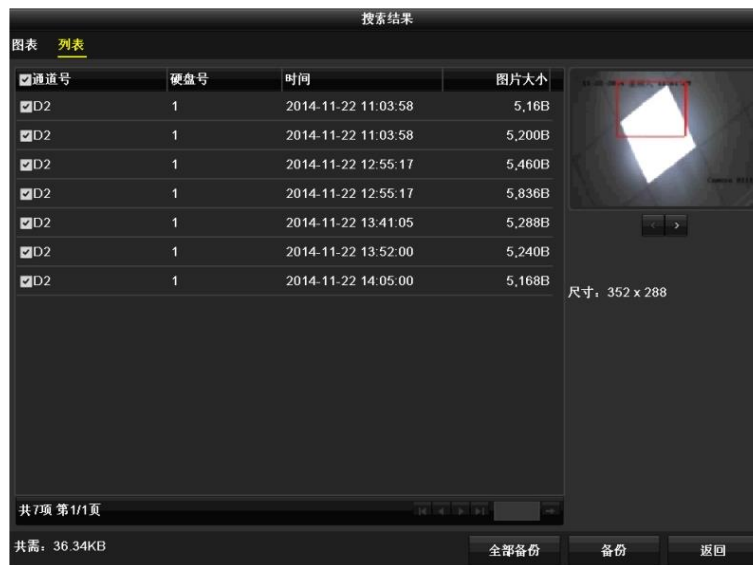 搜索结果
图表 列表
通道号 硬盘号 时间 图片大小
D2 1 2014-11-22 11:03:58 5,16B
D2 1 2014-11-22 11:03:58 5,200B
D2 1 2014-11-22 12:55:17 5,460B
D2 1 2014-11-22 12:55:17 5,836B
D2 1 2014-11-22 13:41:05 5,288B
D2 1 2014-11-22 13:52:00 5,240B
D2 1 2014-11-22 14:05:00 5,168B
尺寸：352 x 288
共7项 第1/1页
共需：36.34KB
全部备份 备份 返回